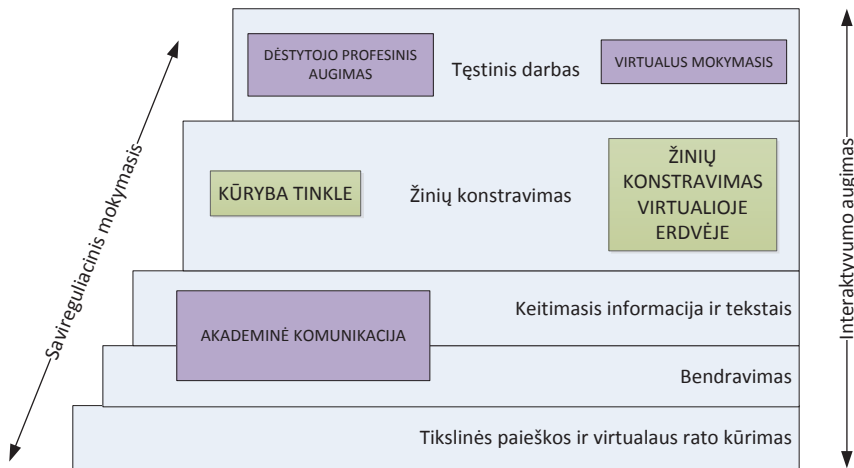 DĖSTYTOJO PROFESINIS
AUGIMAS
Tęstinis darbas
VIRTUALUS MOKYMASIS
KŪRYBA TINKLE
Žinių konstravimas
ŽINIŲ
KONSTRAVIMAS
VIRTUALIOJE
ERDVĖJE
Keitimasis informacija ir tekstais
AKADEMINĖ KOMUNIKACIJA
Bendravimas
Tikslinės paieškos ir virtualaus rato kūrimas
Savireguliacinis mokymasis
Interaktyvumo augimas